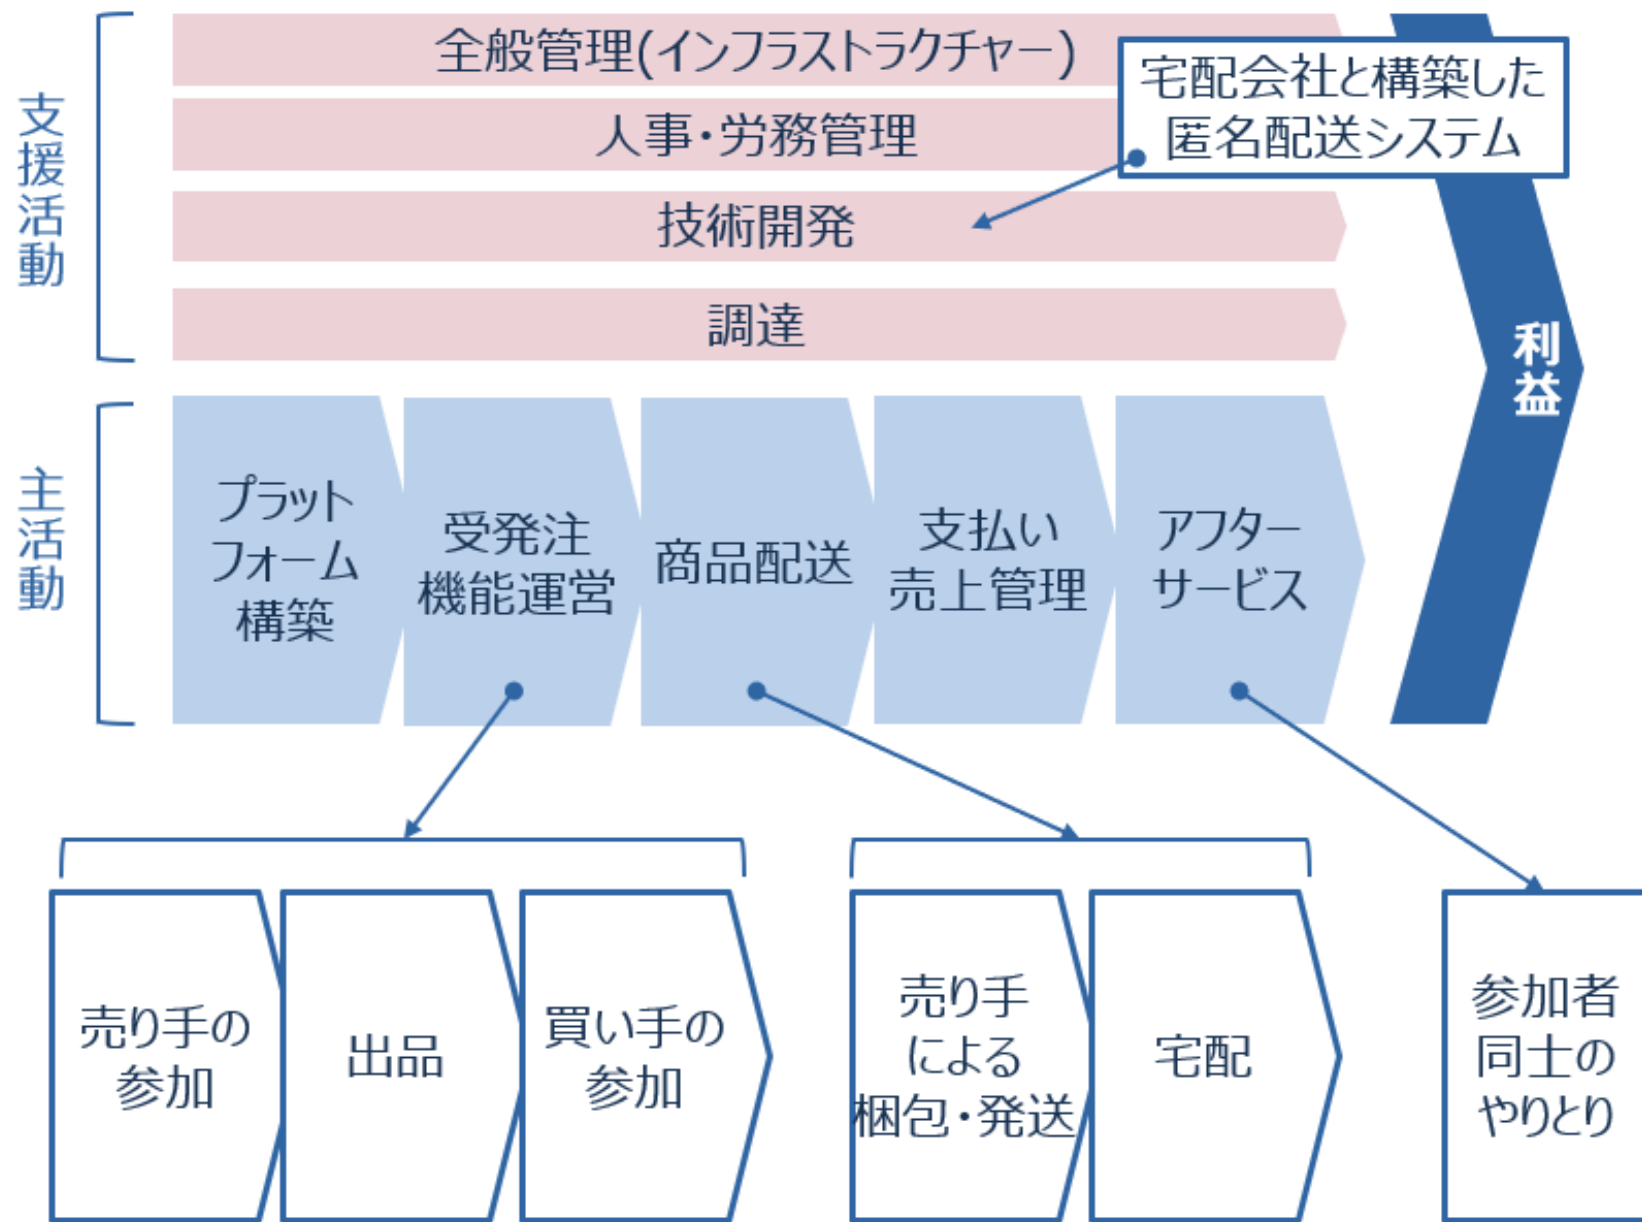 支援活動
全般管理(インフラストラクチャー)
宅配会社と構築した
匿名配送システム
人事・労務管理
技術開発
調達
利益
主活動
プラット
フォーム
構築
受発注
機能運営
商品配送
支払い
売上管理
アフター
サービス
売り手の
参加
出品
買い手の
参加
売り手
による
梱包・発送
宅配
参加者
同士の
やりとり